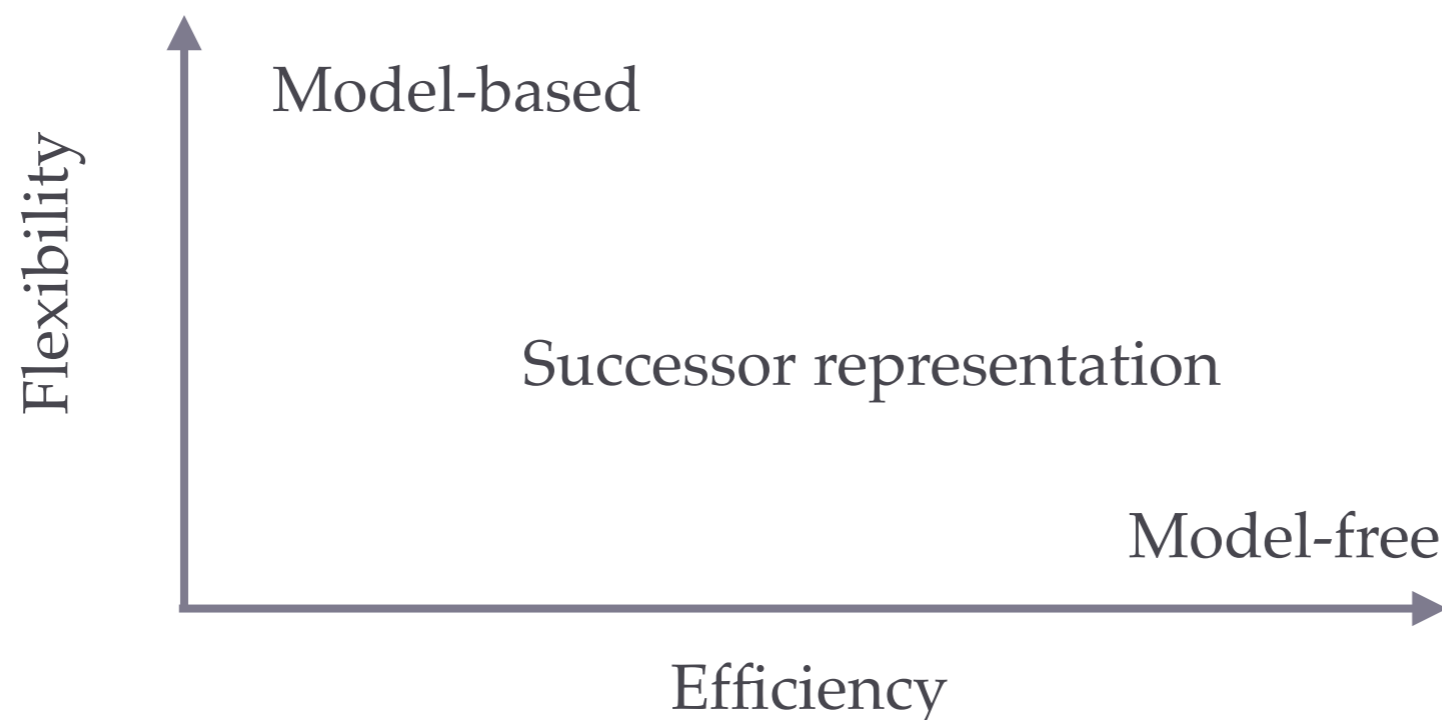 Model-based
Flexibility
Successor representation
Model-free
Efficiency